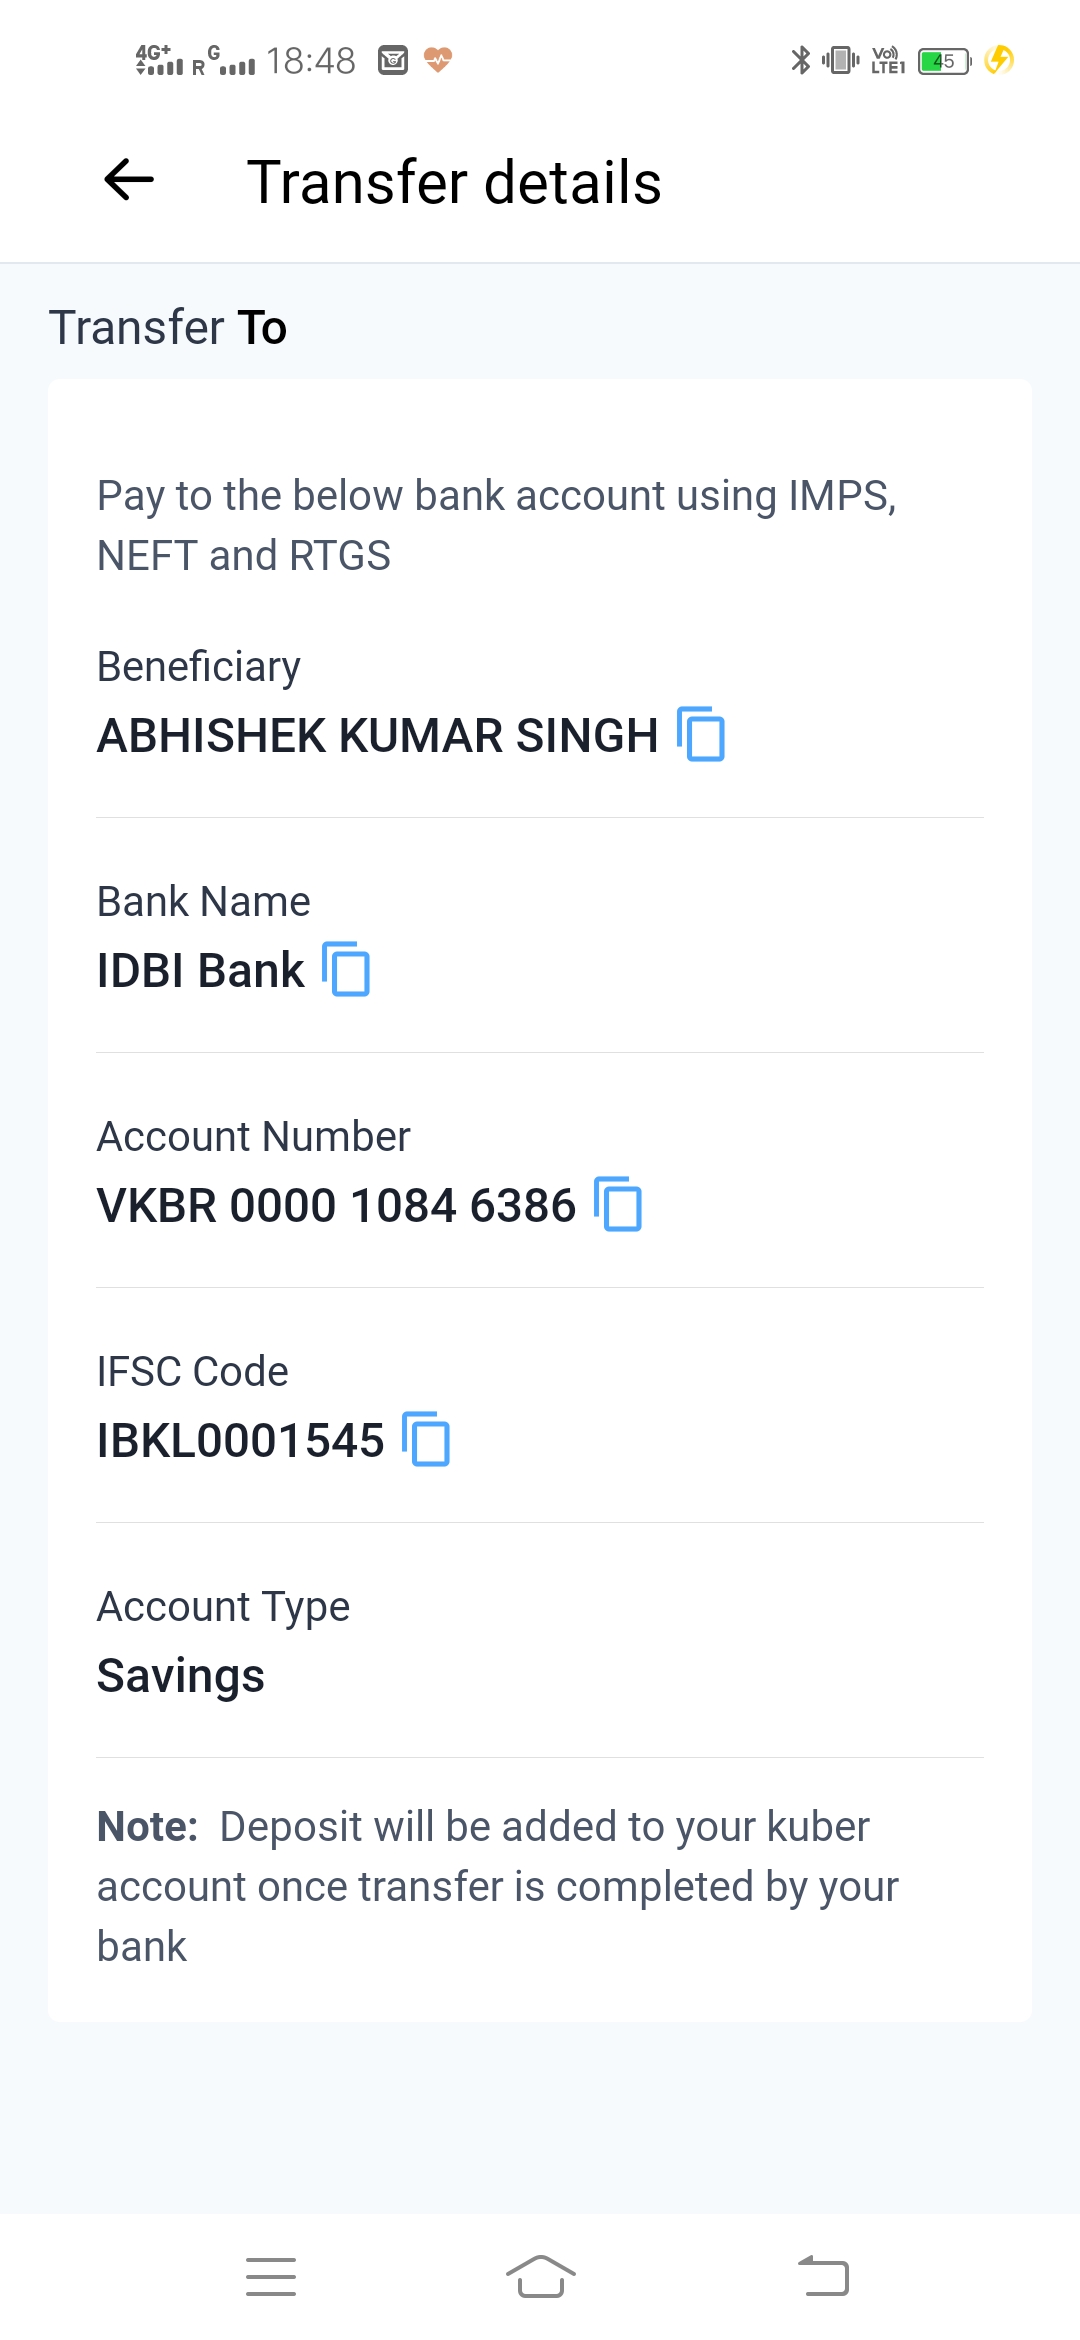 4G+ R G 18:48 Vo) LTE1 45
Transfer details
Transfer To
Pay to the below bank account using IMPS,
NEFT and RTGS
Beneficiary
ABHISHEK KUMAR SINGH
Bank Name
IDBI Bank
Account Number
VKBR 0000 1084 6386
IFSC Code
IBKL0001545
Account Type
Savings
Note: Deposit will be added to your kuber
account once transfer is completed by your
bank